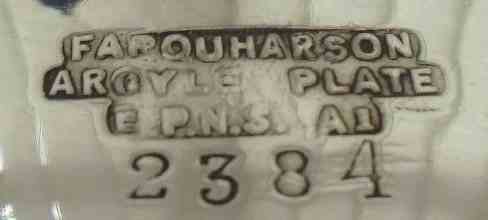 FARQUHARSON
ARGYLE PLATE
E.P.N.S. A1
2384